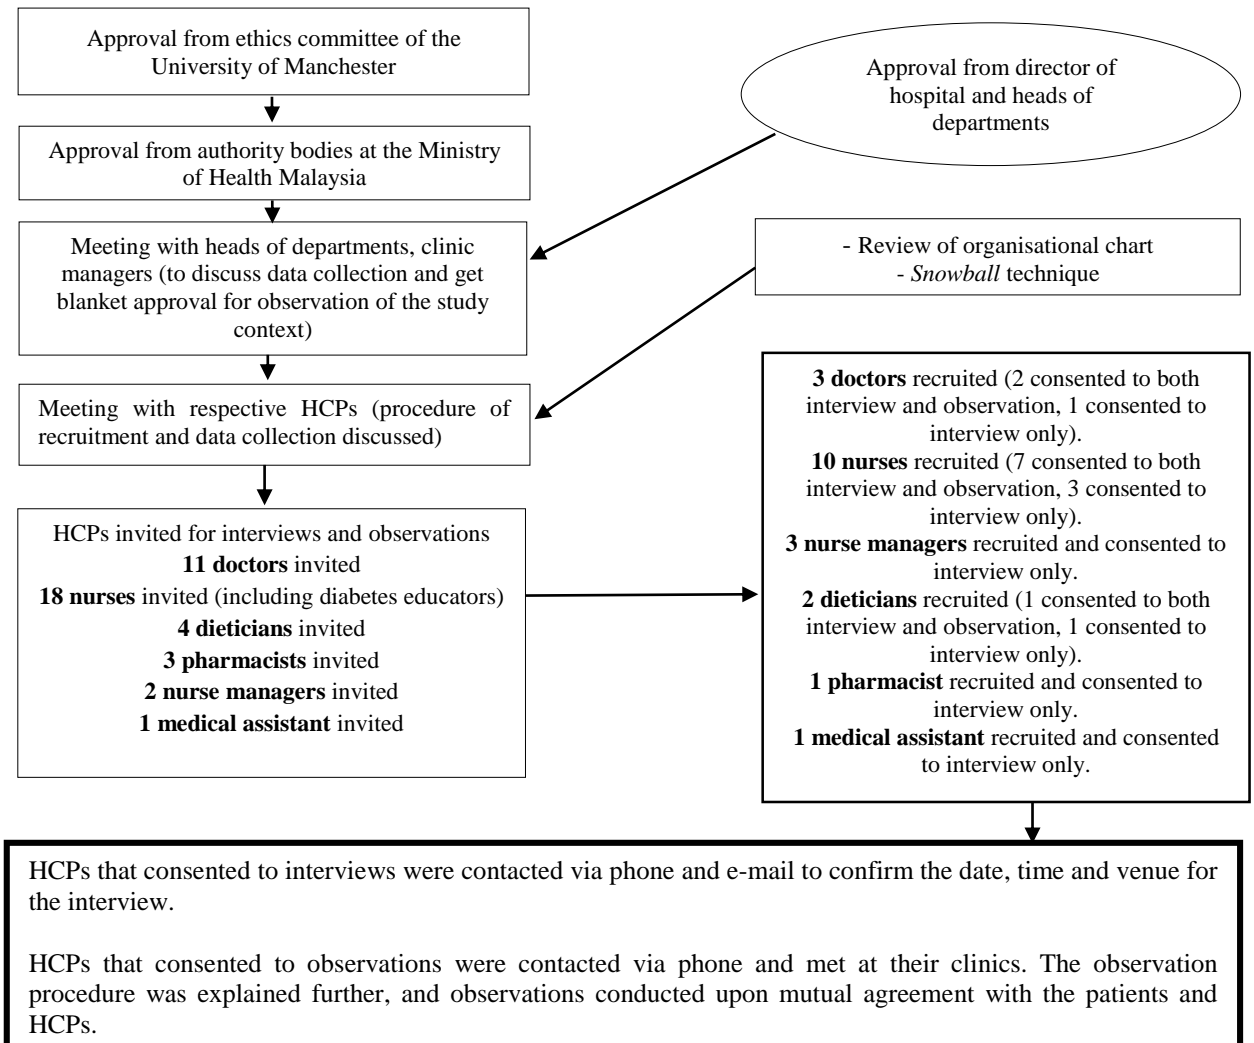 Approval from ethics committee of the
University of Manchester
Approval from director of
hospital and heads of
departments
Approval from authority bodies at the Ministry
of Health Malaysia
Meeting with heads of departments, clinic
managers (to discuss data collection and get
blanket approval for observation of the study
context)
- Review of organisational chart
- Snowball technique
Meeting with respective HCPs (procedure of
recruitment and data collection discussed)
HCPs invited for interviews and observations
11 doctors invited
18 nurses invited (including diabetes educators)
4 dieticians invited
3 pharmacists invited
2 nurse managers invited
1 medical assistant invited
3 doctors recruited (2 consented to both
interview and observation, 1 consented to
interview only).
10 nurses recruited (7 consented to both
interview and observation, 3 consented to
interview only).
3 nurse managers recruited and consented to
interview only.
2 dieticians recruited (1 consented to both
interview and observation, 1 consented to
interview only).
1 pharmacist recruited and consented to
interview only.
1 medical assistant recruited and consented
to interview only.
HCPs that consented to interviews were contacted via phone and e-mail to confirm the date, time and venue for
the interview.
HCPs that consented to observations were contacted via phone and met at their clinics. The observation
procedure was explained further, and observations conducted upon mutual agreement with the patients and
HCPs.